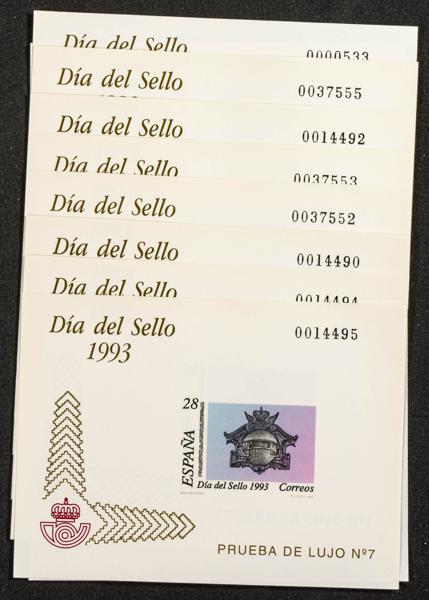 Día del Sello 0000533
Día del Sello 0037555
Día del Sello 0014492
Día del Sello 0037553
Día del Sello 0037552
Día del Sello 0014490
Día del Sello 0014494
Día del Sello 0014495
1993
28
ESPAÑA
Día del Sello 1993 Correos
PRUEBA DE LUJO Nº7